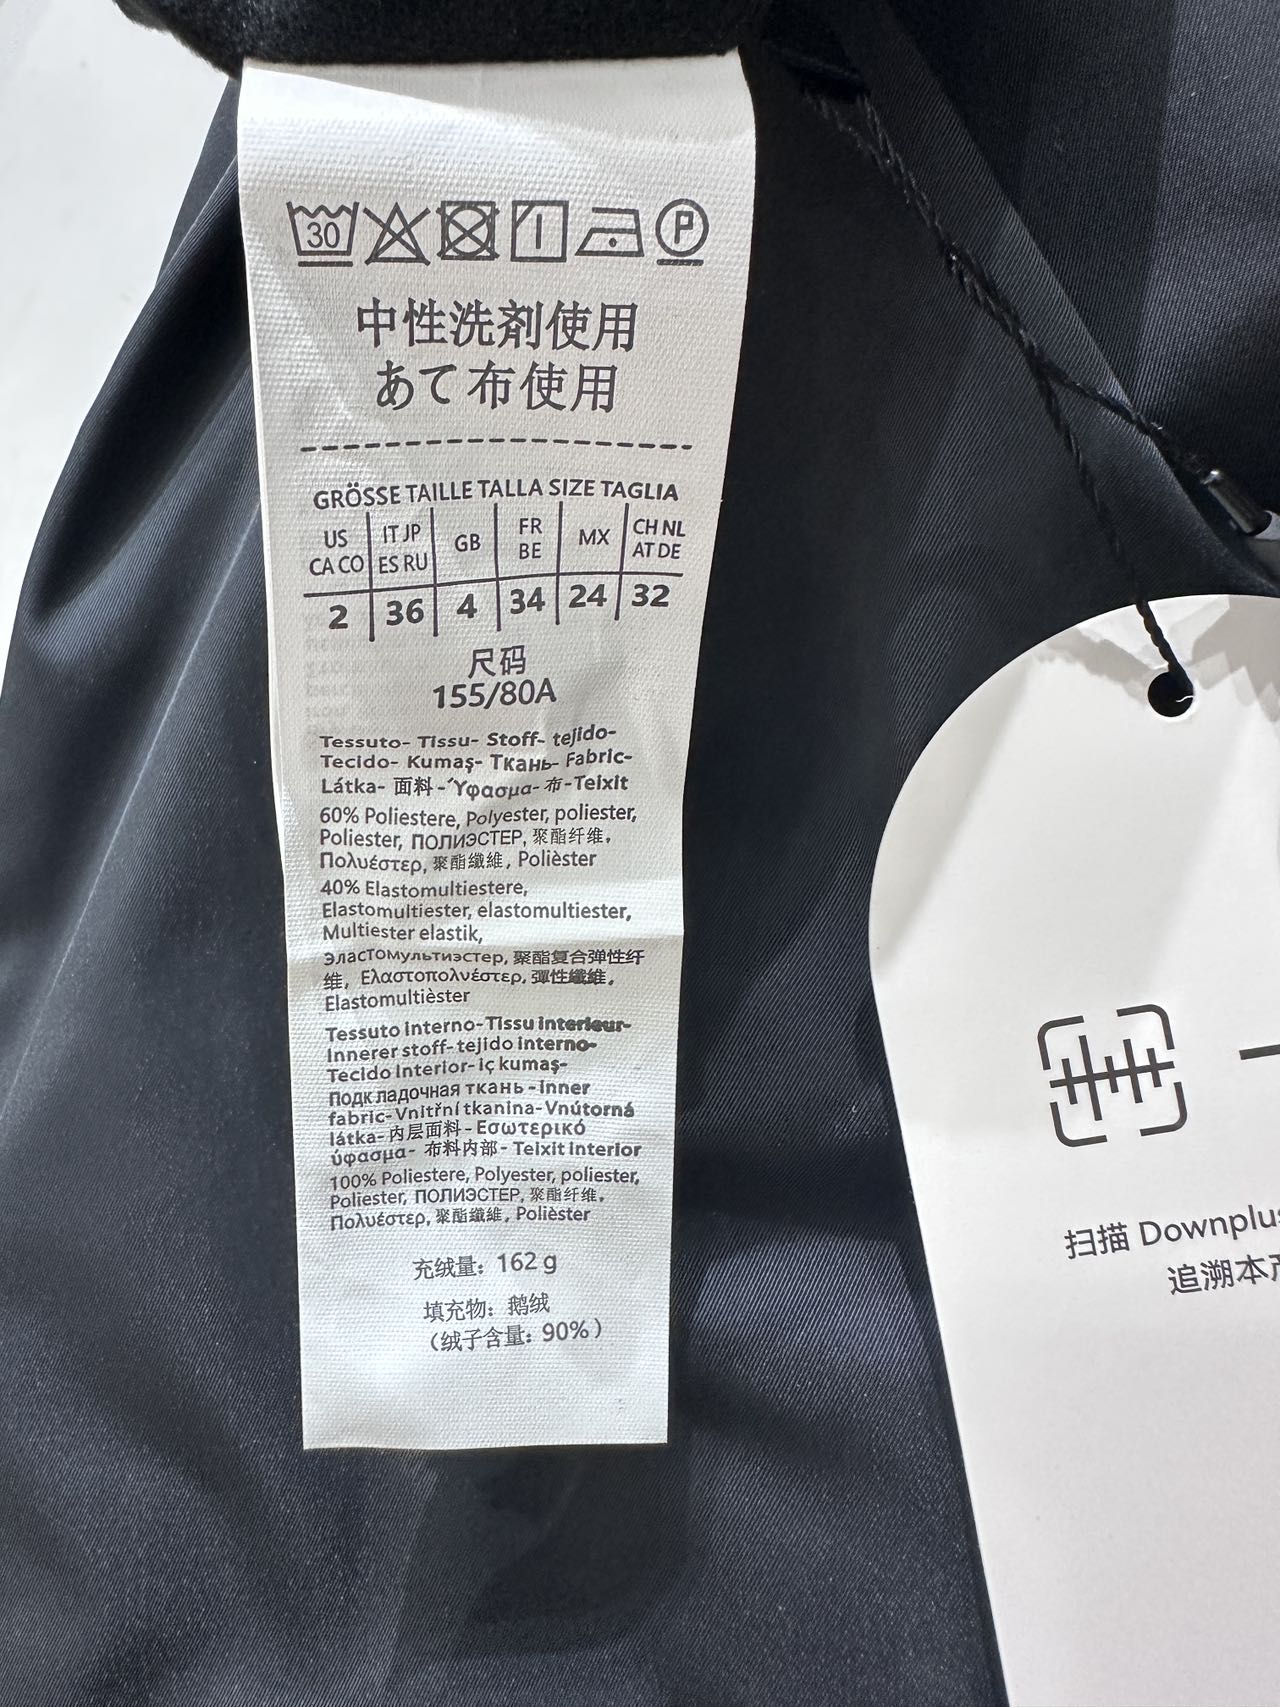 30
P
中性洗剤使用
あて布使用
GRÖSSE TAILLE TALLA SIZE TAGLIA
US CA CO IT JP ES RU GB FR BE MX CH NL AT DE
2 36 4 34 24 32
尺码
155/80A
Tessuto- Tissu- Stoff- tejido-
Tecido- Kumaş- Ткань- Fabric-
Látka- 面料 -Ύφασμα- 布 -Teixit
60% Poliestere, Polyester, poliester,
Poliester, ПОЛИЭСТЕР, 聚酯纤维,
Πολυέστερ, 聚酯纖維, Polièster
40% Elastomultiestere,
Elastomultiester, elastomultiester,
Multiester elastik,
Эластомультиэстер, 聚酯复合弹性纤
维, Ελαστοπολνέστερ, 彈性纖維,
Elastomultièster
Tessuto interno-Tissu interieur-
Innerer stoff-tejido interno-
Tecido interior-iç kumaş-
Подкладочная ткань -inner
fabric-Vnitřní tkanina-Vnútorná
látka- 内层面料 - Εσωτερικό
ύφασμα- 布料内部- Teixit interior
100% Poliestere, Polyester, poliester,
Poliester, ПОЛИЭСТЕР, 聚酯纤维,
Πολυέστερ, 聚酯纖維, Polièster
充绒量: 162 g
填充物: 鹅绒
(绒子含量: 90%)
扫描 Downplus
追溯本产